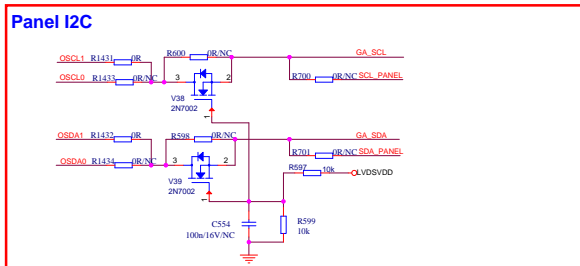 Panel I2C
R600 0R/NC GA_SCL
OSCL1 R1431 0R
OSCL0 R1433 0R/NC 3 2 R700 0R/NC SCL_PANEL
V38
2N7002 1
OSDA1 R1432 0R R598 0R/NC GA_SDA
OSDA0 R1434 0R/NC 3 2 R701 0R/NC SDA_PANEL
R597 10k LVDSVDD
V39
2N7002 1
C554 R599
100n/16V/NC 10k